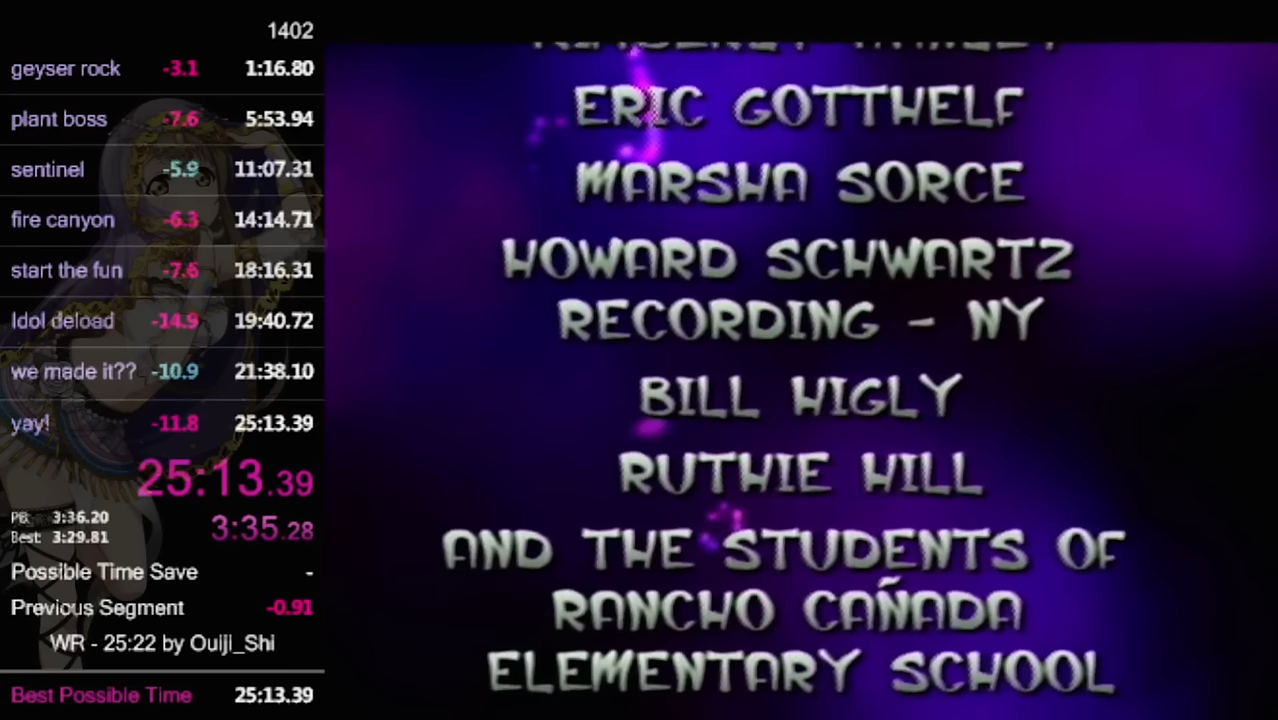 1402
geyser rock -3.1 1:16.80
plant boss -7.6 5:53.94
sentinel -5.9 11:07.31
fire canyon -6.3 14:14.71
start the fun -7.6 18:16.31
Idol deload -14.9 19:40.72
we made it?? -10.9 21:38.10
yay! -11.8 25:13.39
25:13.39
PB: 3:36.20
Best: 3:29.81
3:35.28
Possible Time Save -
Previous Segment -0.91
WR - 25:22 by Ouiji_Shi
Best Possible Time 25:13.39
ERIC GOTTHELF
MARSHA SORCE
HOWARD SCHWARTZ
RECORDING - NY
BILL HIGLY
RUTHIE HILL
AND THE STUDENTS OF
RANCHO CAÑADA
ELEMENTARY SCHOOL